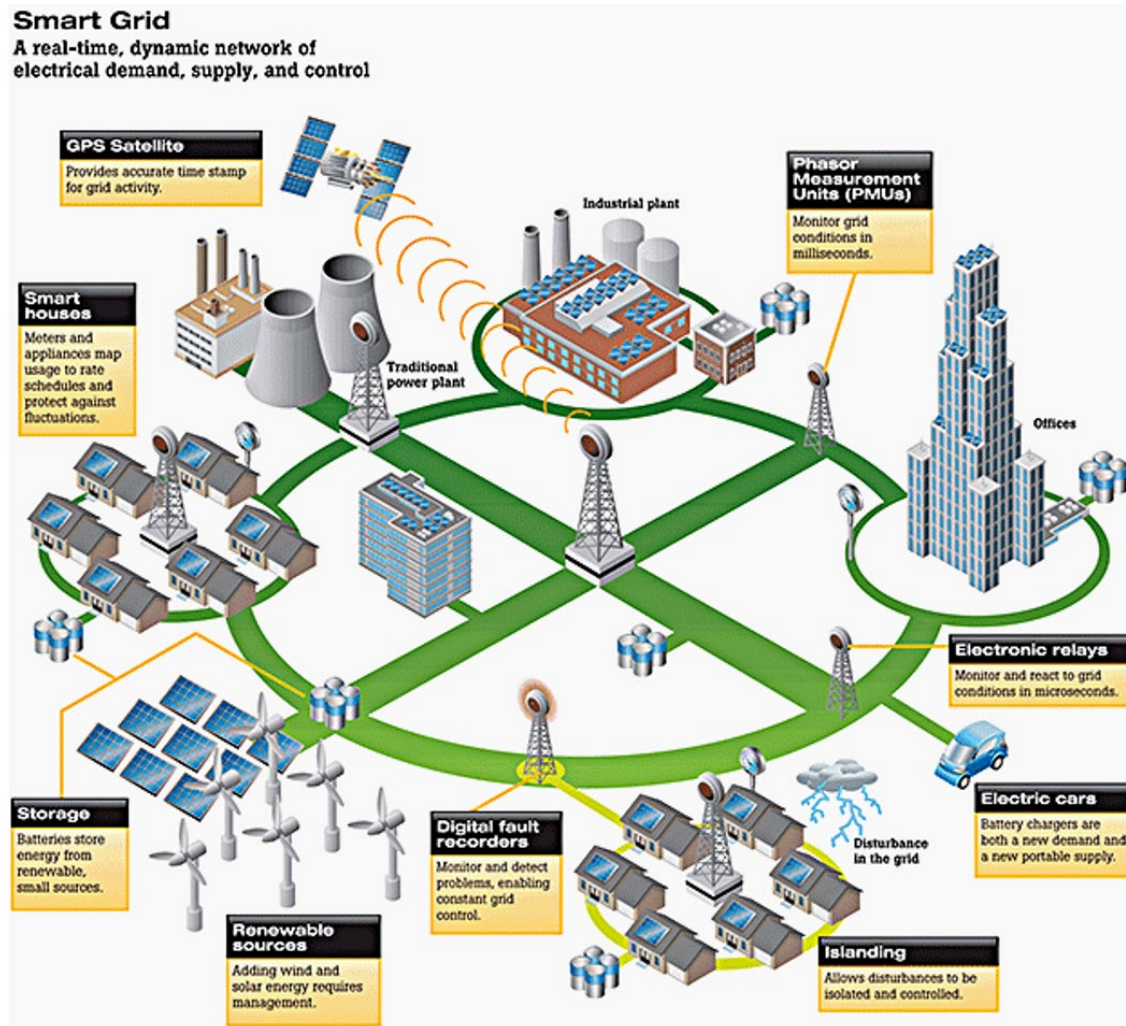 Smart Grid
A real-time, dynamic network of
electrical demand, supply, and control
GPS Satellite
Provides accurate time stamp
for grid activity.
Industrial plant
Phasor
Measurement
Units (PMUs)
Monitor grid
conditions in
milliseconds.
Smart
houses
Meters and
appliances map
usage to rate
schedules and
protect against
fluctuations.
Traditional
power plant
Offices
Electronic relays
Monitor and react to grid
conditions in microseconds.
Storage
Batteries store
energy from
renewable,
small sources.
Digital fault
recorders
Monitor and detect
problems, enabling
constant grid
control.
Disturbance
in the grid
Electric cars
Battery chargers are
both a new demand and
a new portable supply.
Renewable
sources
Adding wind and
solar energy requires
management.
Islanding
Allows disturbances to be
isolated and controlled.